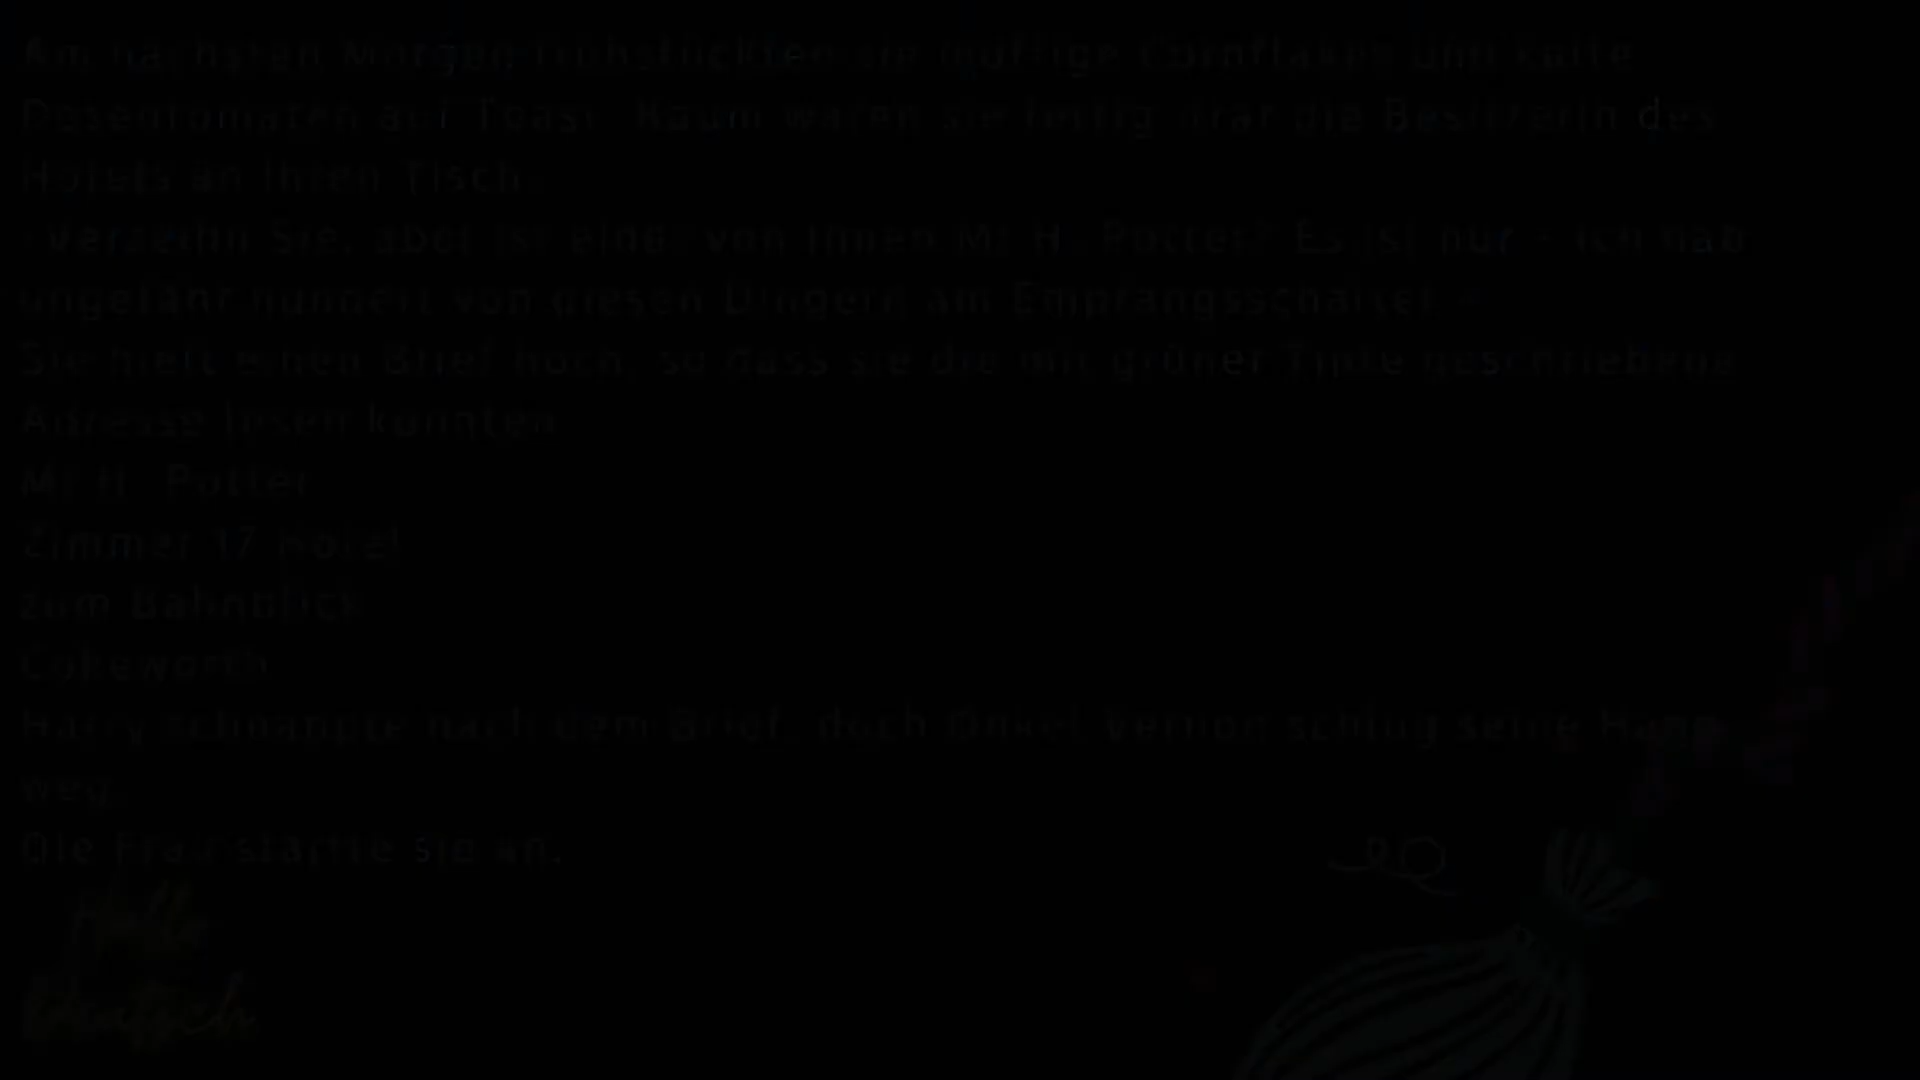 Am nächsten Morgen frühstückten sie muffige Cornflakes und kalte
Dosentomaten auf Toast. Kaum waren sie fertig, trat die Besitzerin des
Hotels an ihren Tisch.
Verzeihn Sie, aber ist einer von Ihnen Mr. H. Potter? Es ist nur - ich hab
ungefähr hundert von diesen Dingern am Empfangsschalter.
Sie hielt einen Brief hoch, so dass sie die mit grüner Tinte geschriebene
Adresse lesen konnten
Mr. H. Potter
Zimmer 17 Hotel
zum Bahnblick
Cokeworth
Harry schnappte nach dem Brief, doch Onkel Vernon schlug seine Hand
weg.
Die Frau starrte sie an.
Hallo
Deutsch